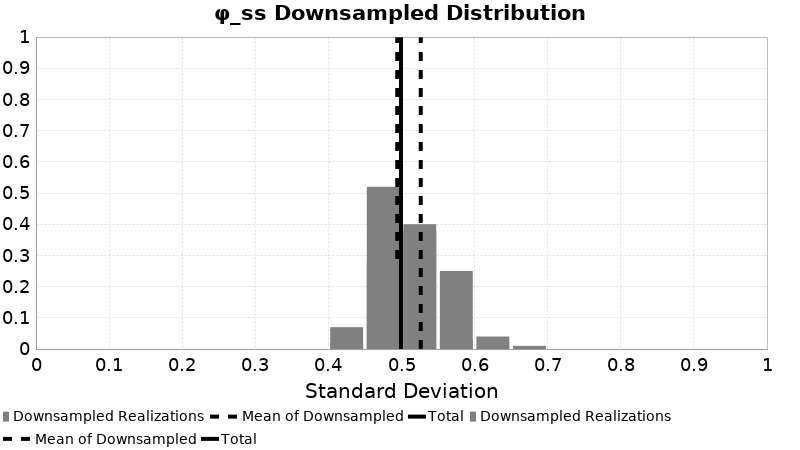 φ_ss Downsampled Distribution
1
0.9
0.8
0.7
0.6
0.5
0.4
0.3
0.2
0.1
0
0 0.1 0.2 0.3 0.4 0.5 0.6 0.7 0.8 0.9 1
Standard Deviation
Downsampled Realizations Mean of Downsampled Total Downsampled Realizations
Mean of Downsampled Total